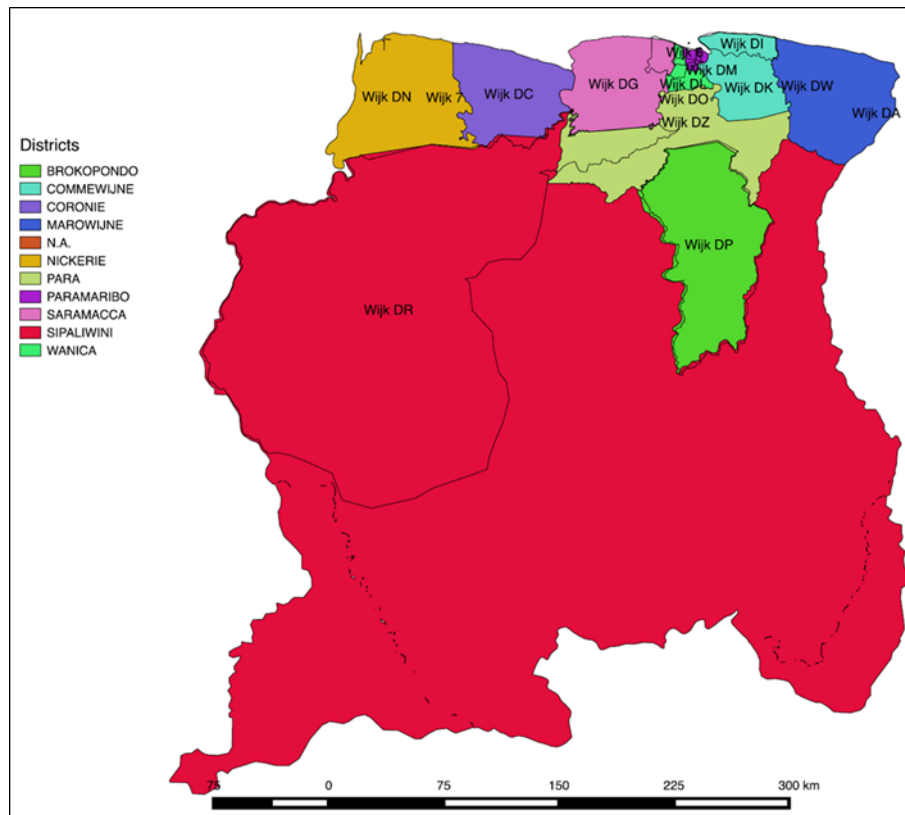 Wijk DI
Wijk 6
Wijk DM
Wijk DN
Wijk 7
Wijk DC
Wijk DG
Wijk DL
Wijk DK
Wijk DW
Wijk DO
Wijk DA
Wijk DZ
Districts
BROKOPONDO
COMMEWIJNE
CORONIE
MAROWIJNE
N.A.
NICKERIE
PARA
PARAMARIBO
SARAMACCA
SIPALIWINI
WANICA
Wijk DP
Wijk DR
75 0 75 150 225 300 km